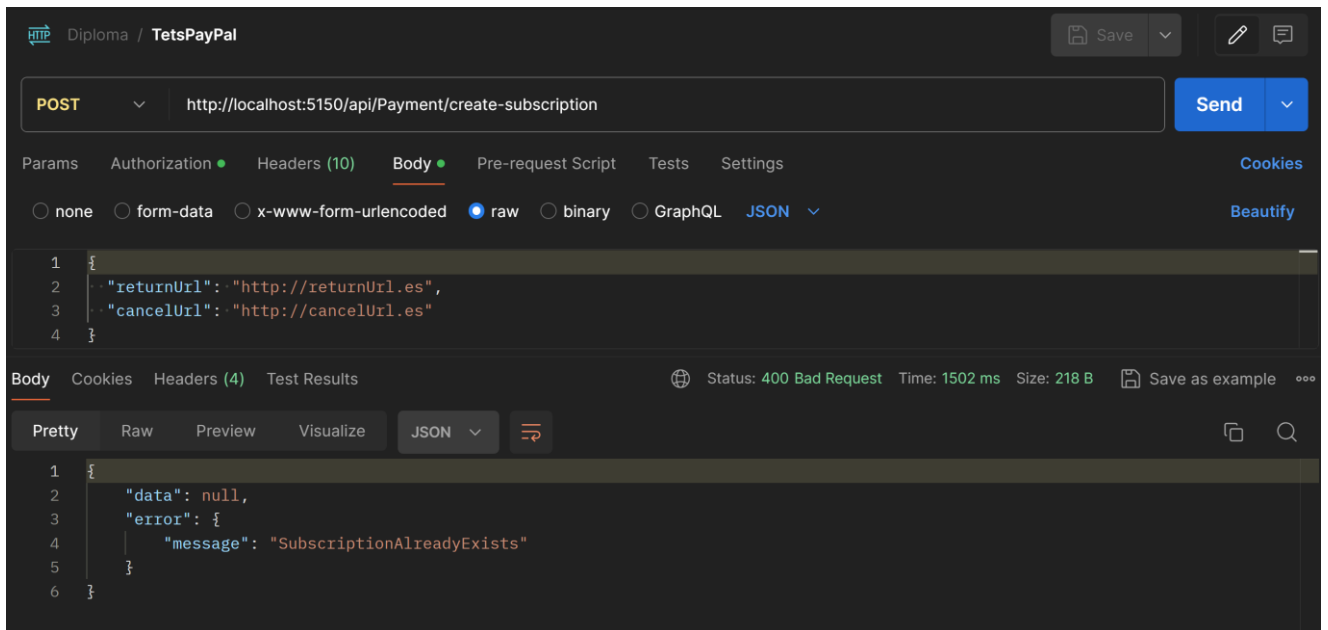 HTTP Diploma / TetsPayPal Save
POST http://localhost:5150/api/Payment/create-subscription Send
Params Authorization Headers (10) Body Pre-request Script Tests Settings Cookies
none form-data x-www-form-urlencoded raw binary GraphQL JSON Beautify
1 {
2 "returnUrl": "http://returnUrl.es",
3 "cancelUrl": "http://cancelUrl.es"
4 }
Body Cookies Headers (4) Test Results Status: 400 Bad Request Time: 1502 ms Size: 218 B Save as example
Pretty Raw Preview Visualize JSON
1 {
2 "data": null,
3 "error": {
4 "message": "SubscriptionAlreadyExists"
5 }
6 }